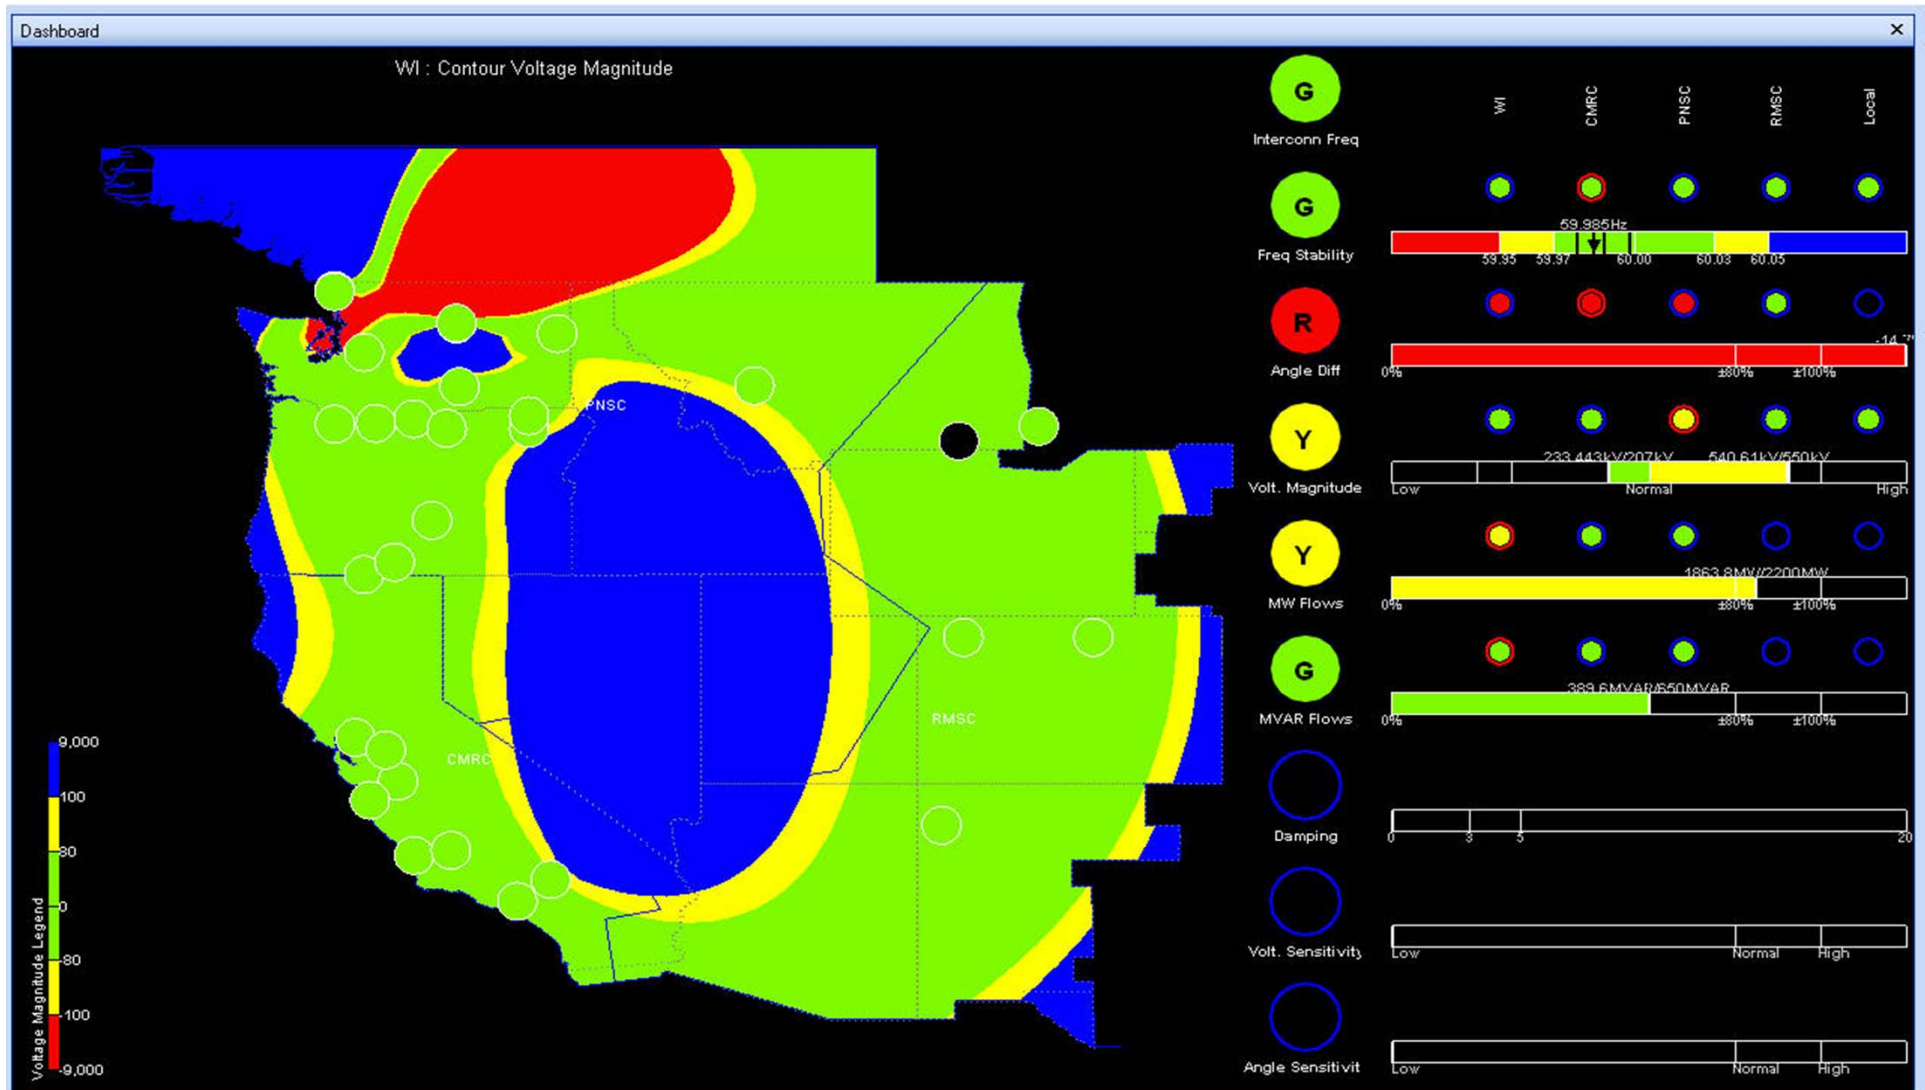 Dashboard
WI : Contour Voltage Magnitude
PNSC
RMSC
CMRC
9,000
100
80
0
-80
-100
-9,000
Voltage Magnitude Legend
G
Interconn Freq
WI
CMRC
PNSC
RMSC
Local
G
Freq Stability
59.985Hz
59.95 59.97 60.00 60.03 60.05
R
Angle Diff
0% ±80% ±100%
Y
Volt. Magnitude
233.443kV/207kV 540.61kV/550kV
Low Normal High
Y
MW Flows
1863.8MW/2200MW
0% ±80% ±100%
G
MVAR Flows
389.6MVAR/650MVAR
0% ±80% ±100%
Damping
0 3 5 20
Volt. Sensitivity
Low Normal High
Angle Sensitivit
Low Normal High